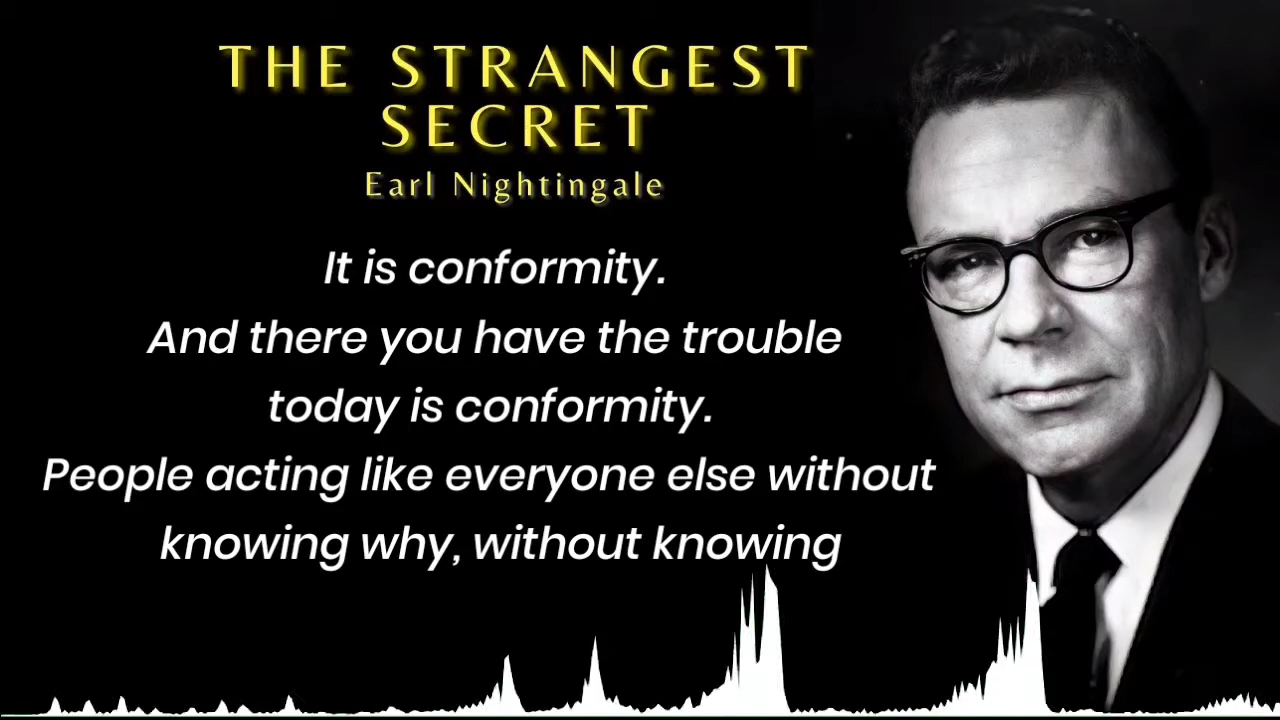 THE STRANGEST
SECRET
Earl Nightingale
It is conformity.
And there you have the trouble
today is conformity.
People acting like everyone else without
knowing why, without knowing